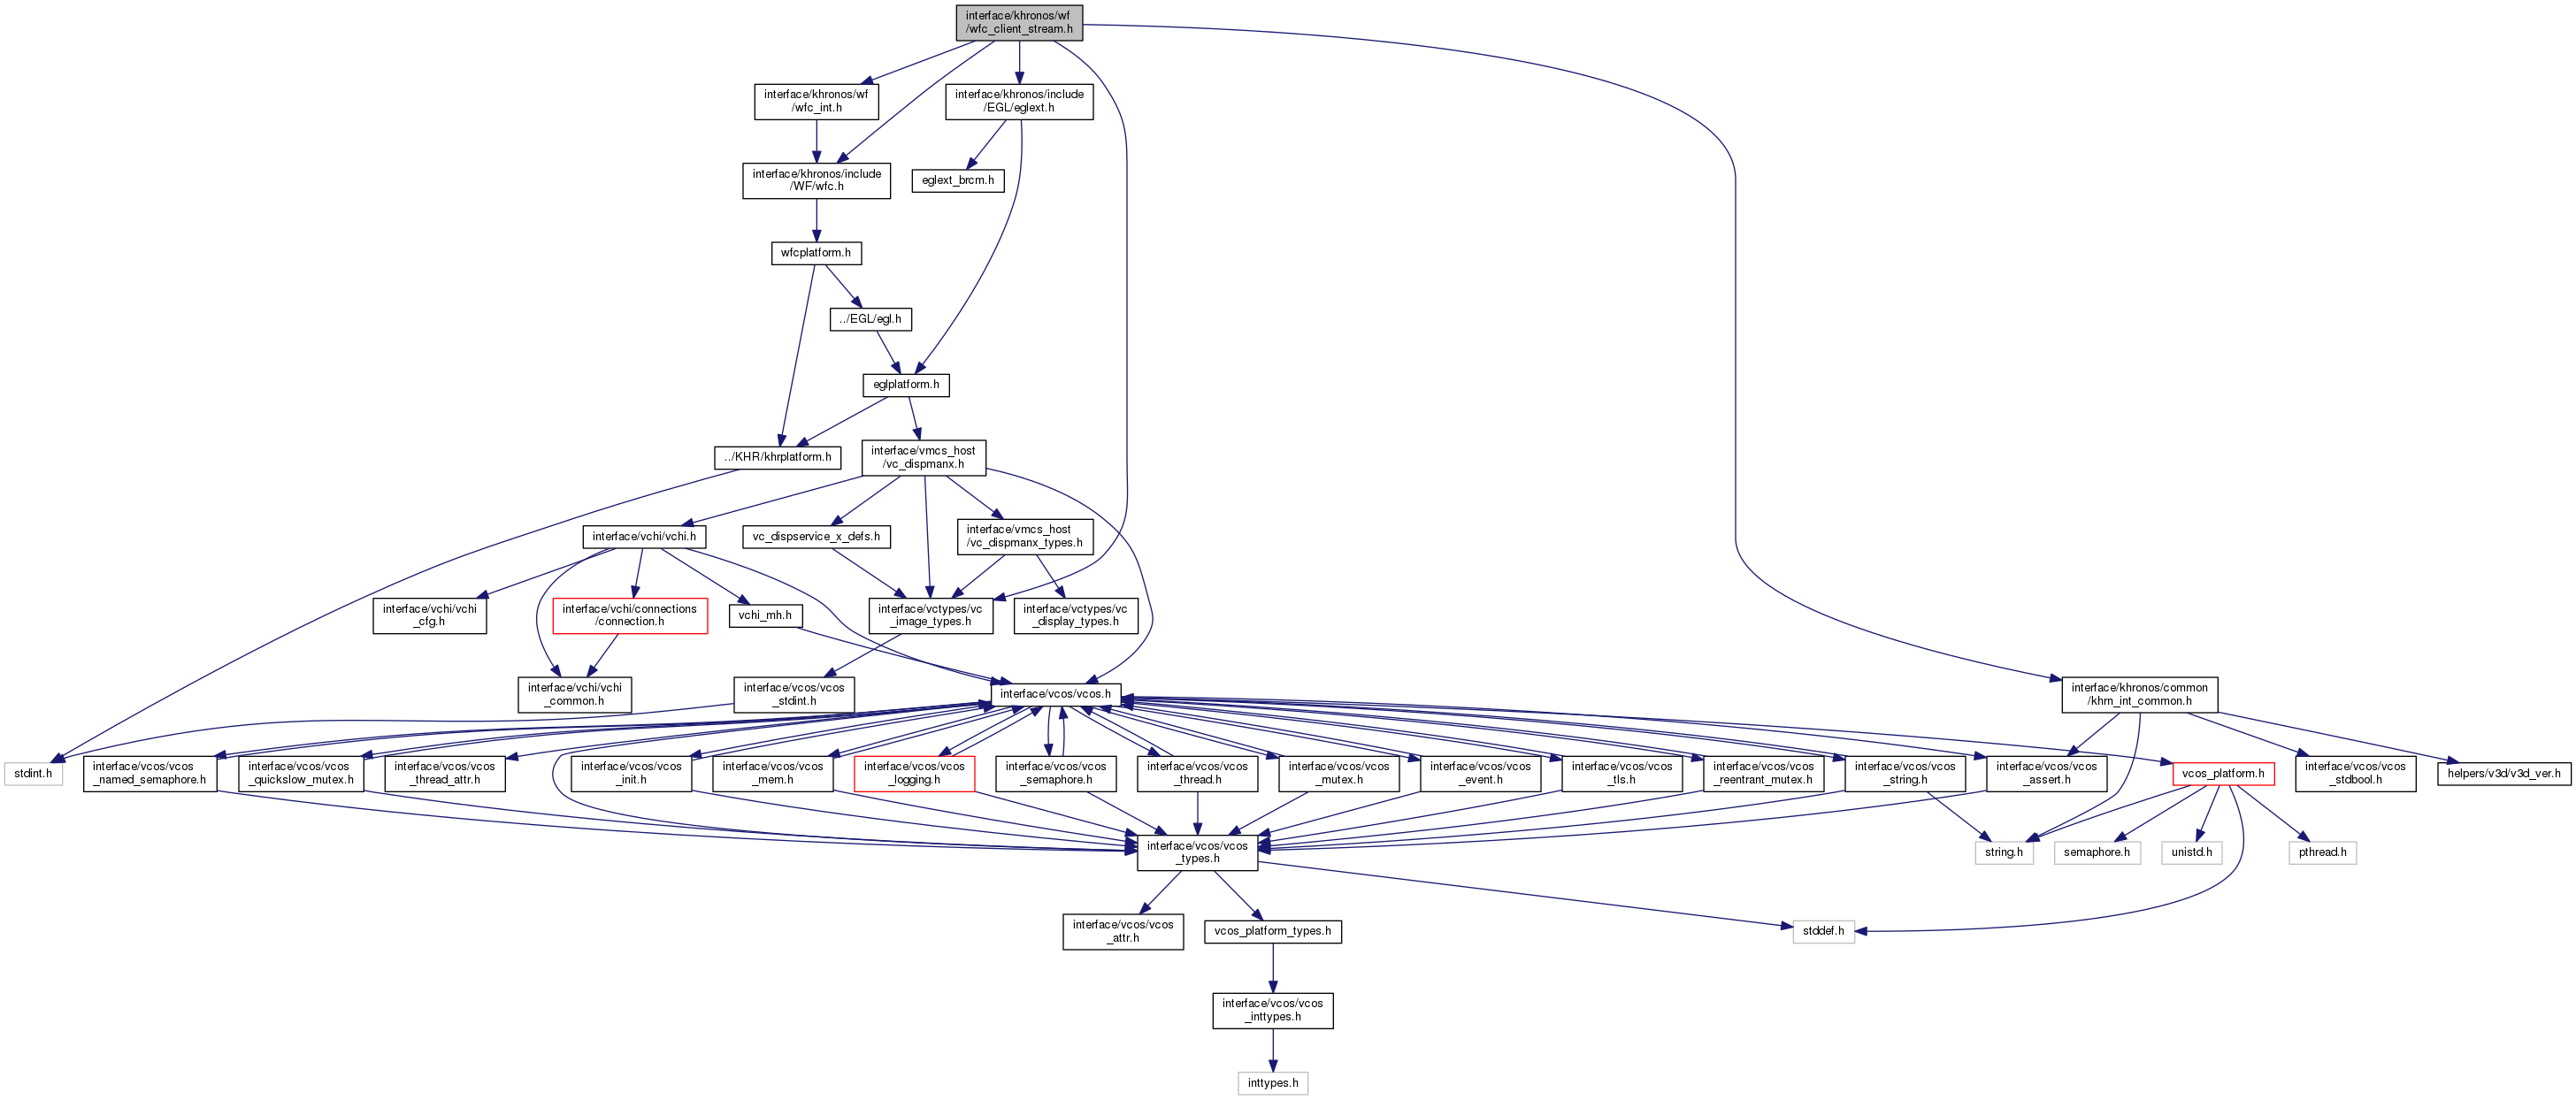 interface/khronos/wf
/wfc_client_stream.h
interface/khronos/wf
/wfc_int.h
interface/khronos/include
/EGL/eglext.h
interface/khronos/include
/WF/wfc.h
eglext_brcm.h
wfcplatform.h
../EGL/egl.h
eglplatform.h
../KHR/khrplatform.h
interface/vmcs_host
/vc_dispmanx.h
interface/vchi/vchi.h
vc_dispservice_x_defs.h
interface/vmcs_host
/vc_dispmanx_types.h
interface/vchi/vchi
_cfg.h
interface/vchi/connections
/connection.h
vchi_mh.h
interface/vctypes/vc
_image_types.h
interface/vctypes/vc
_display_types.h
interface/vchi/vchi
_common.h
interface/vcos/vcos
_stdint.h
interface/vcos/vcos.h
interface/khronos/common
/khrn_int_common.h
stdint.h
interface/vcos/vcos
_named_semaphore.h
interface/vcos/vcos
_quickslow_mutex.h
interface/vcos/vcos
_thread_attr.h
interface/vcos/vcos
_init.h
interface/vcos/vcos
_mem.h
interface/vcos/vcos
_logging.h
interface/vcos/vcos
_semaphore.h
interface/vcos/vcos
_thread.h
interface/vcos/vcos
_mutex.h
interface/vcos/vcos
_event.h
interface/vcos/vcos
_tls.h
interface/vcos/vcos
_reentrant_mutex.h
interface/vcos/vcos
_string.h
interface/vcos/vcos
_assert.h
vcos_platform.h
interface/vcos/vcos
_stdbool.h
helpers/v3d/v3d_ver.h
interface/vcos/vcos
_types.h
string.h
semaphore.h
unistd.h
pthread.h
interface/vcos/vcos
_attr.h
vcos_platform_types.h
stddef.h
interface/vcos/vcos
_inttypes.h
inttypes.h